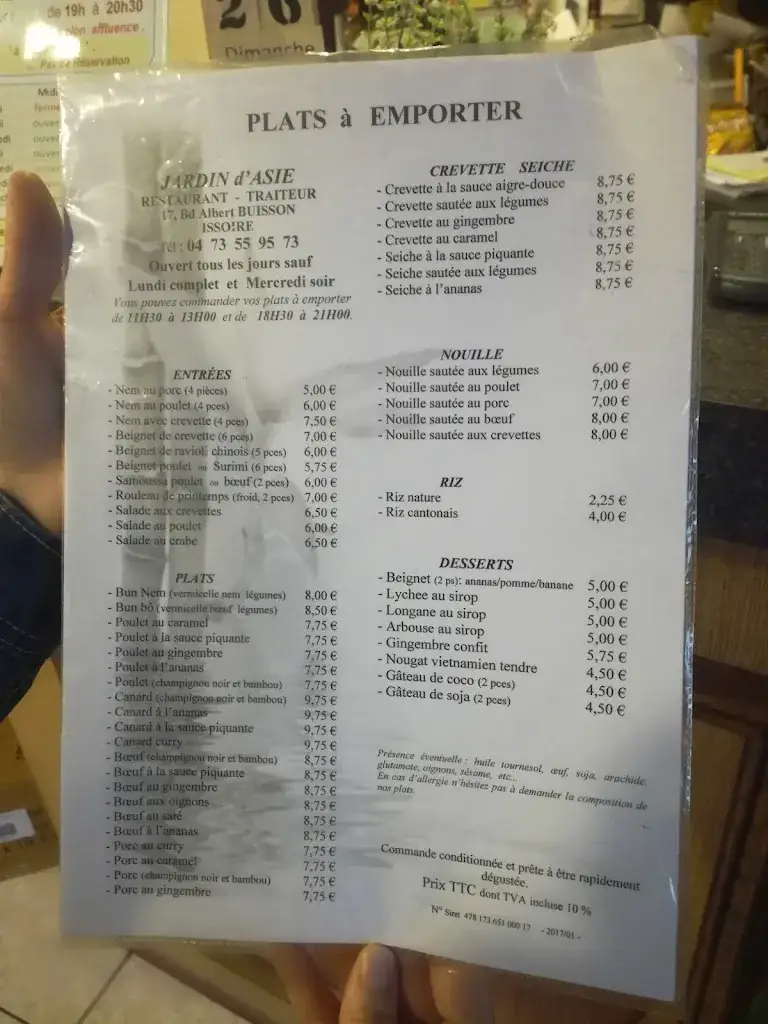 de 19h à 20h30
affluence.
Pas de Réservation
Midi
26
Dimanche
PLATS à EMPORTER
JARDIN d'ASIE
RESTAURANT - TRAITEUR
17, Bd Albert BUISSON
ISSOIRE
Tél : 04 73 55 95 73
Ouvert tous les jours sauf
Lundi complet et Mercredi soir
Vous pouvez commander vos plats à emporter
de 11H30 à 13H00 et de 18H30 à 21H00.
ENTRÉES
- Nem au porc (4 pièces) 5,00 €
- Nem au poulet (4 pces) 6,00 €
- Nem avec crevette (4 pces) 7,50 €
- Beignet de crevette (6 pces) 7,00 €
- Beignet de ravioli chinois (5 pces) 6,00 €
- Beignet poulet ou Surimi (6 pces) 5,75 €
- Samoussa poulet ou bœuf (2 pces) 6,00 €
- Rouleau de printemps (froid, 2 pces) 7,00 €
- Salade aux crevettes 6,50 €
- Salade au poulet 6,00 €
- Salade au crabe 6,50 €
PLATS
- Bun Nem (vermicelle nem légumes) 8,00 €
- Bun bô (vermicelle bœuf légumes) 8,50 €
- Poulet au caramel 7,75 €
- Poulet à la sauce piquante 7,75 €
- Poulet au gingembre 7,75 €
- Poulet à l'ananas 7,75 €
- Poulet (champignon noir et bambou) 7,75 €
- Canard (champignon noir et bambou) 9,75 €
- Canard à l'ananas 9,75 €
- Canard à la sauce piquante 9,75 €
- Canard curry 9,75 €
- Bœuf (champignon noir et bambou) 8,75 €
- Bœuf à la sauce piquante 8,75 €
- Bœuf au gingembre 8,75 €
- Bœuf aux oignons 8,75 €
- Bœuf au saté 8,75 €
- Bœuf à l'ananas 8,75 €
- Porc au curry 7,75 €
- Porc au caramel 7,75 €
- Porc (champignon noir et bambou) 7,75 €
- Porc au gingembre 7,75 €
CREVETTE SEICHE
- Crevette à la sauce aigre-douce 8,75 €
- Crevette sautée aux légumes 8,75 €
- Crevette au gingembre 8,75 €
- Crevette au caramel 8,75 €
- Seiche à la sauce piquante 8,75 €
- Seiche sautée aux légumes 8,75 €
- Seiche à l'ananas 8,75 €
NOUILLE
- Nouille sautée aux légumes 6,00 €
- Nouille sautée au poulet 7,00 €
- Nouille sautée au porc 7,00 €
- Nouille sautée au bœuf 8,00 €
- Nouille sautée aux crevettes 8,00 €
RIZ
- Riz nature 2,25 €
- Riz cantonais 4,00 €
DESSERTS
- Beignet (2 ps): ananas/pomme/banane 5,00 €
- Lychee au sirop 5,00 €
- Longane au sirop 5,00 €
- Arbouse au sirop 5,00 €
- Gingembre confit 5,75 €
- Nougat vietnamien tendre 4,50 €
- Gâteau de coco (2 pces) 4,50 €
- Gâteau de soja (2 pces) 4,50 €
Présence éventuelle : huile tournesol, œuf, soja, arachide,
glutamate, oignons, sésame, etc...
En cas d'allergie n'hésitez pas à demander la composition de
nos plats.
Commande conditionnée et prête à être rapidement
dégustée.
Prix TTC dont TVA incluse 10 %
N° Siret 478 173 651 000 17 - 2017/01 -